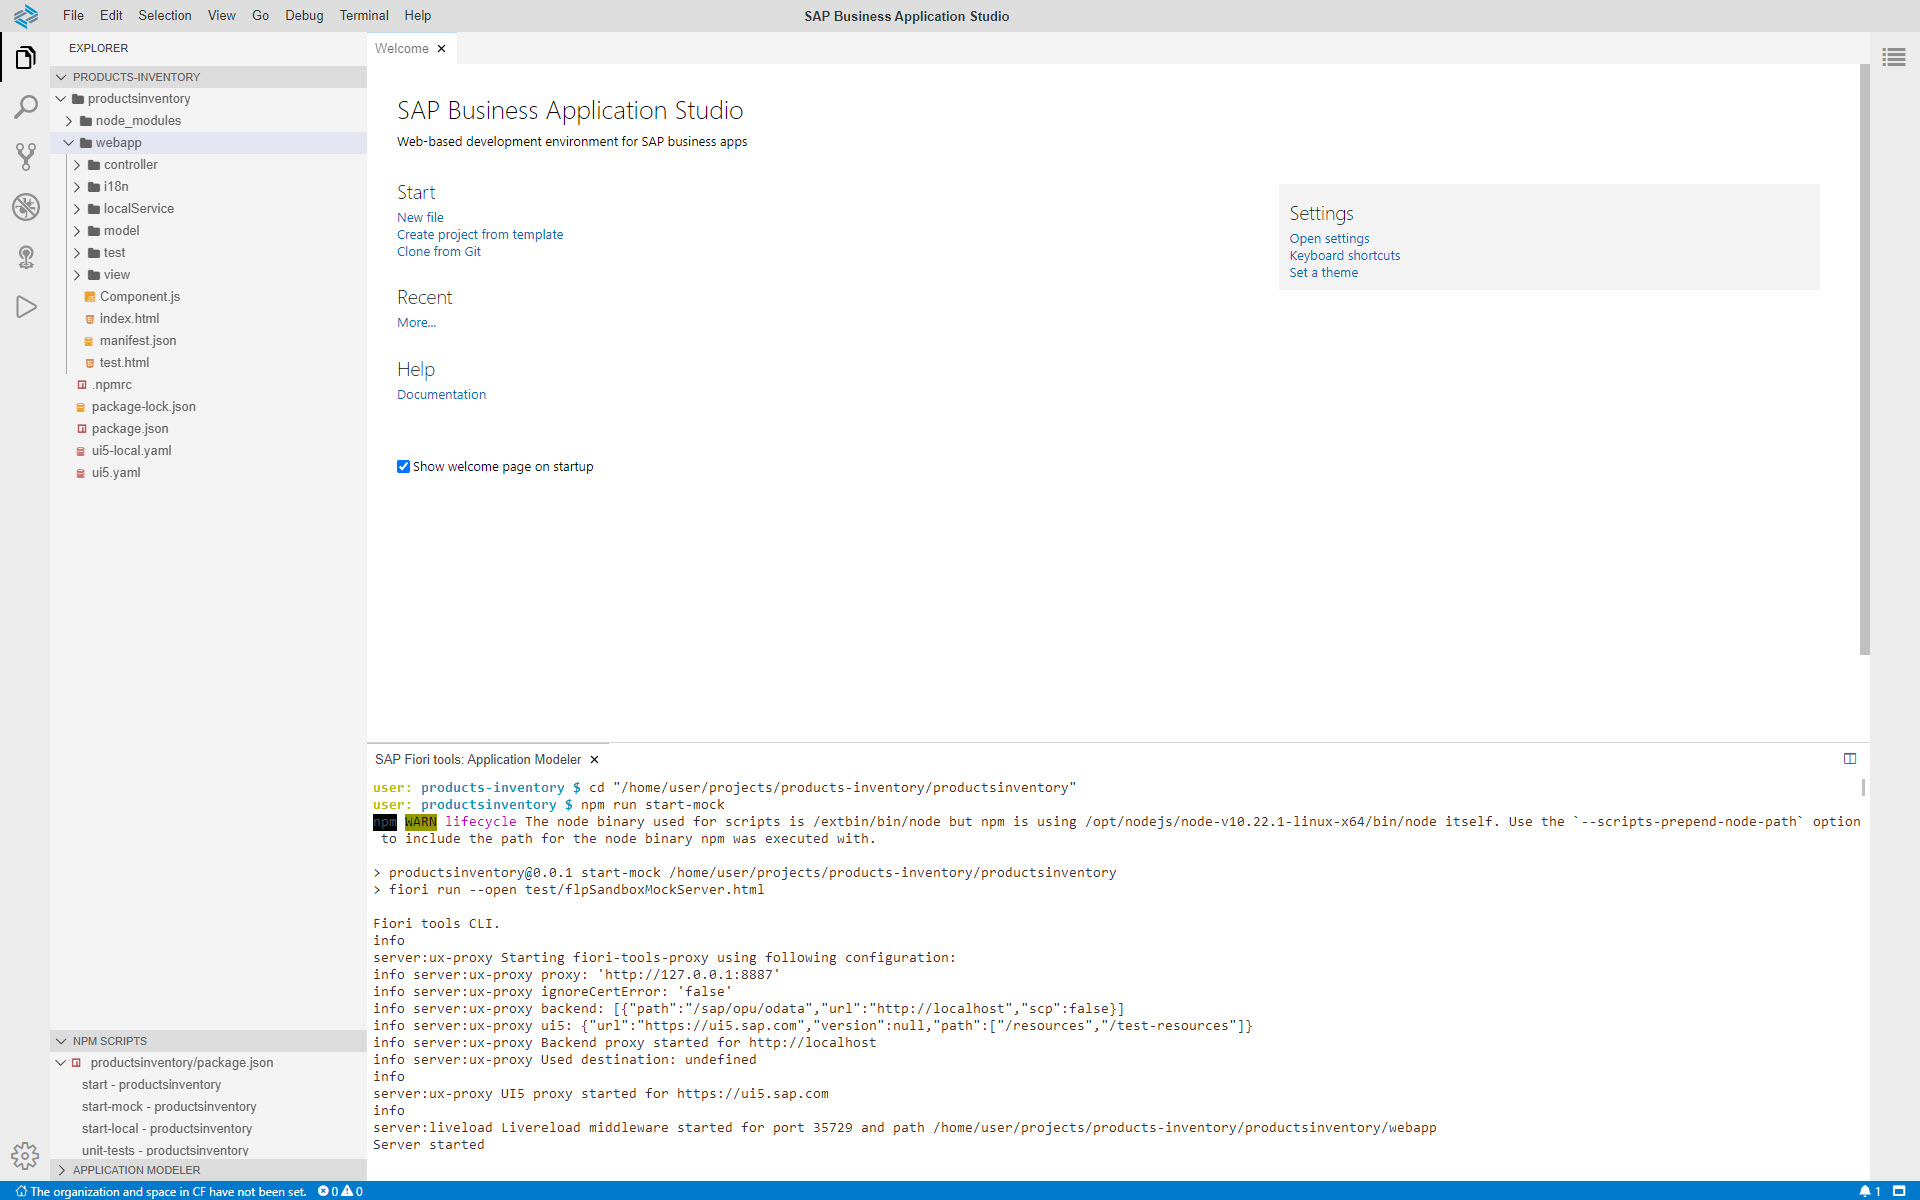 File Edit Selection View Go Debug Terminal Help
SAP Business Application Studio
EXPLORER
PRODUCTS-INVENTORY
productsinventory
node_modules
webapp
controller
i18n
localService
model
test
view
Component.js
index.html
manifest.json
test.html
.npmrc
package-lock.json
package.json
ui5-local.yaml
ui5.yaml
NPM SCRIPTS
productsinventory/package.json
start - productsinventory
start-mock - productsinventory
start-local - productsinventory
unit-tests - productsinventory
APPLICATION MODELER
Welcome
SAP Business Application Studio
Web-based development environment for SAP business apps
Start
New file
Create project from template
Clone from Git
Recent
More...
Help
Documentation
Show welcome page on startup
Settings
Open settings
Keyboard shortcuts
Set a theme
SAP Fiori tools: Application Modeler
user: products-inventory $ cd "/home/user/projects/products-inventory/productsinventory"
user: productsinventory $ npm run start-mock
npm WARN lifecycle The node binary used for scripts is /extbin/bin/node but npm is using /opt/nodejs/node-v10.22.1-linux-x64/bin/node itself. Use the `--scripts-prepend-node-path` option
to include the path for the node binary npm was executed with.
> productsinventory@0.0.1 start-mock /home/user/projects/products-inventory/productsinventory
> fiori run --open test/flpSandboxMockServer.html
Fiori tools CLI.
info
server:ux-proxy Starting fiori-tools-proxy using following configuration:
info server:ux-proxy proxy: 'http://127.0.0.1:8887'
info server:ux-proxy ignoreCertError: 'false'
info server:ux-proxy backend: [{"path":"/sap/opu/odata","url":"http://localhost","scp":false}]
info server:ux-proxy ui5: {"url":"https://ui5.sap.com","version":null,"path":["/resources","/test-resources"]}
info server:ux-proxy Backend proxy started for http://localhost
info server:ux-proxy Used destination: undefined
info
server:ux-proxy UI5 proxy started for https://ui5.sap.com
info
server:liveload Livereload middleware started for port 35729 and path /home/user/projects/products-inventory/productsinventory/webapp
Server started
The organization and space in CF have not been set. 0 0
1